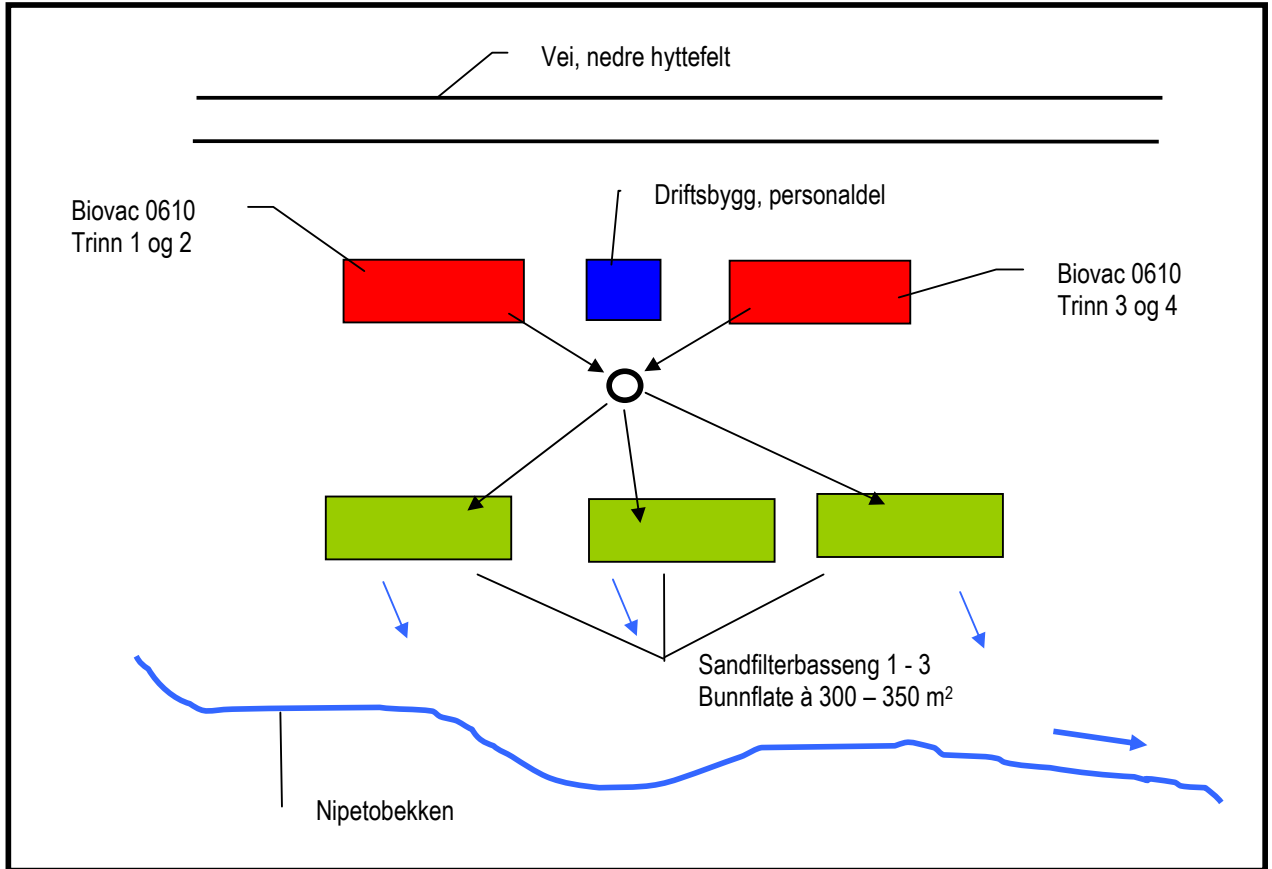 Vei, nedre hyttefelt
Driftsbygg, personaldel
Biovac 0610
Trinn 1 og 2
Biovac 0610
Trinn 3 og 4
Sandfilterbasseng 1 - 3
Bunnflate à 300 – 350 m²
Nipetobekken